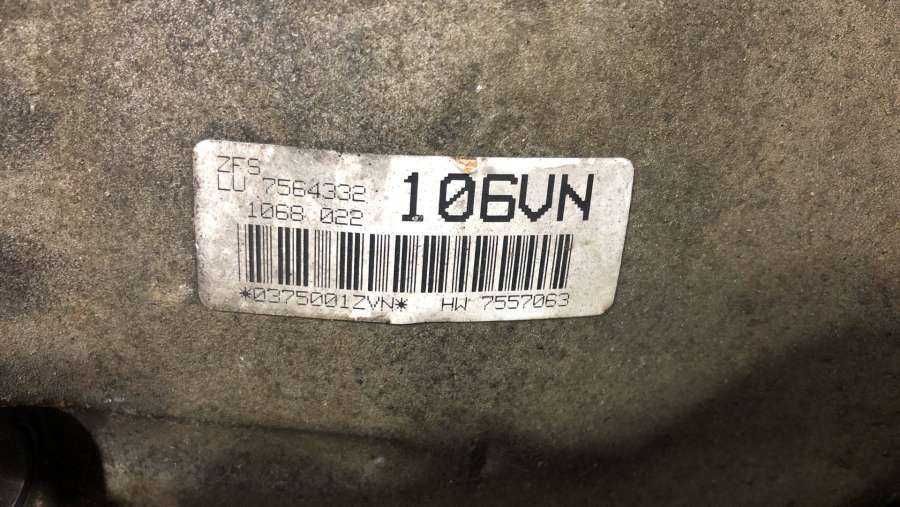 ZFS
LU 7564332
106VN
1068 022
*0375001ZVN* HW 7557063